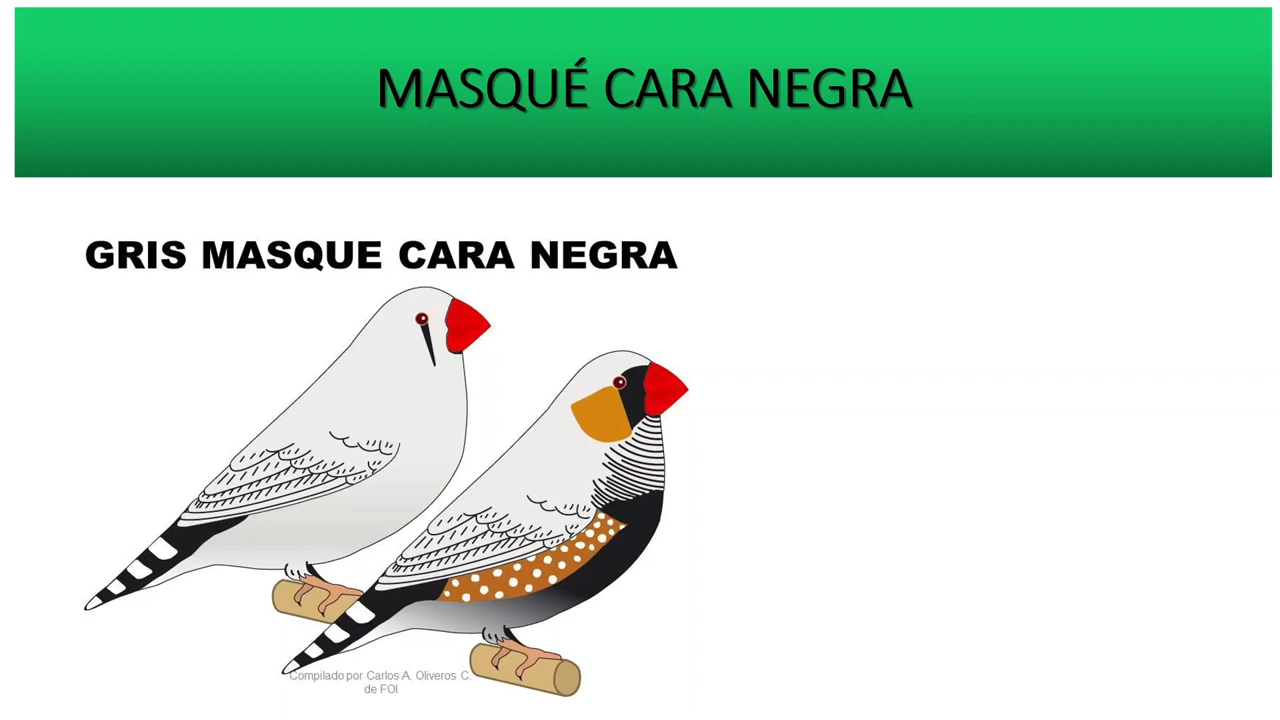 MASQUÉ CARA NEGRA
GRIS MASQUE CARA NEGRA
Compilado por Carlos A. Oliveros C.
de FOI